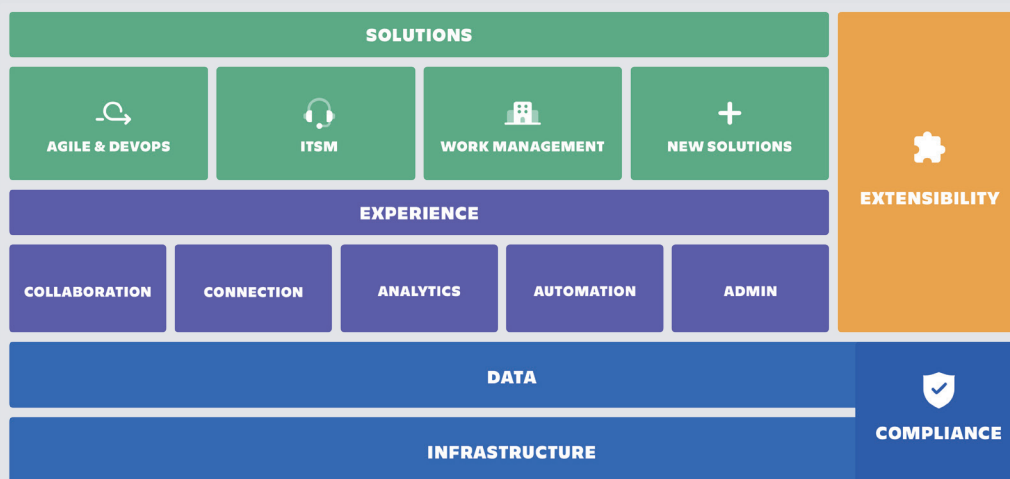 SOLUTIONS
AGILE & DEVOPS
ITSM
WORK MANAGEMENT
NEW SOLUTIONS
EXTENSIBILITY
EXPERIENCE
COLLABORATION
CONNECTION
ANALYTICS
AUTOMATION
ADMIN
DATA
COMPLIANCE
INFRASTRUCTURE